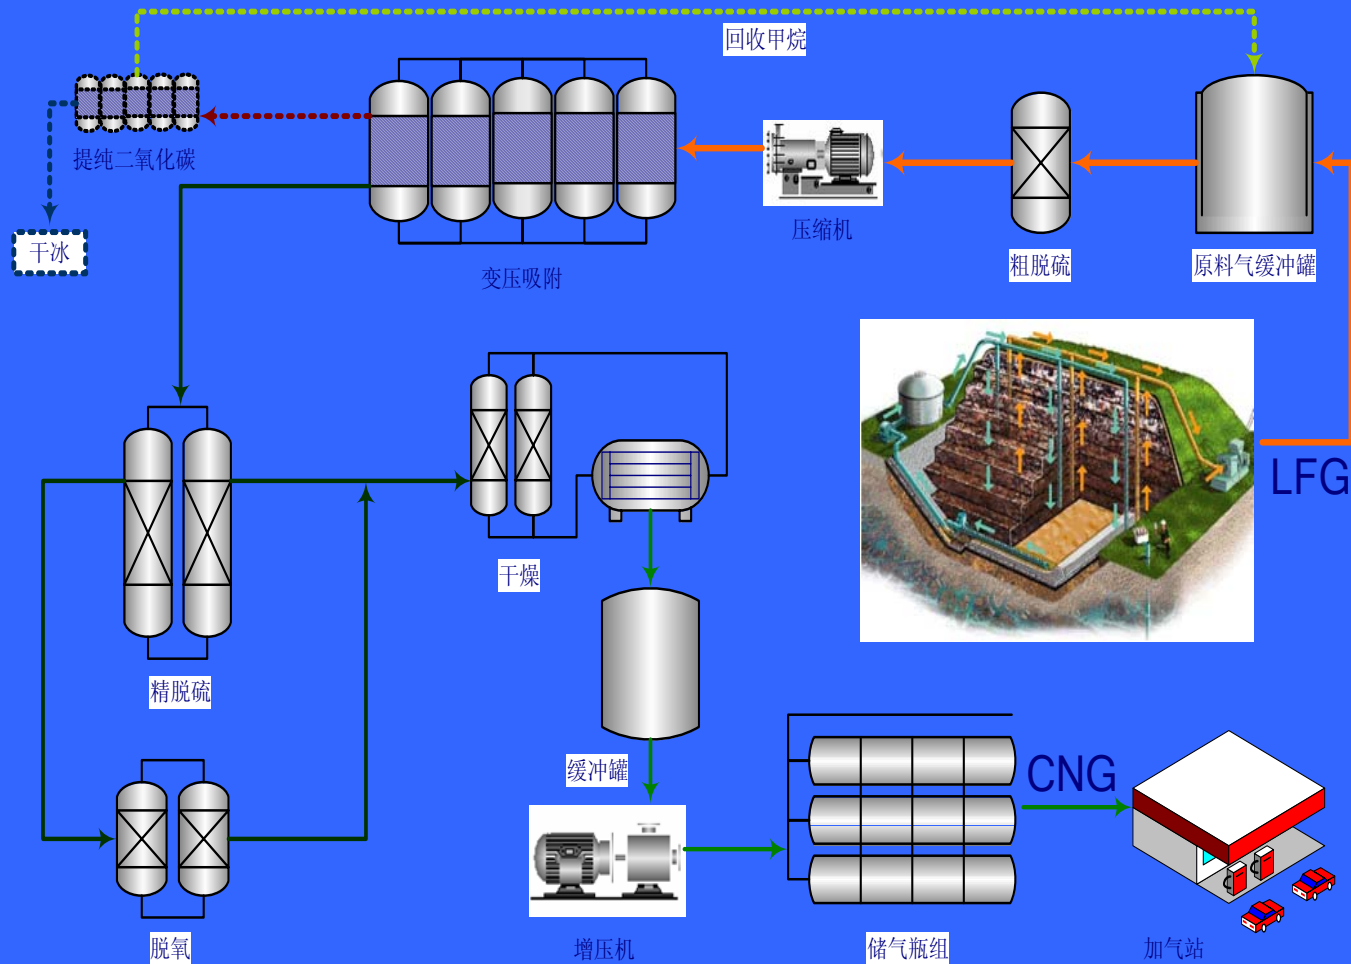 回收甲烷
提纯二氧化碳
压缩机
干冰
粗脱硫
原料气缓冲罐
变压吸附
LFG
干燥
精脱硫
缓冲罐
CNG
脱氧
增压机
储气瓶组
加气站